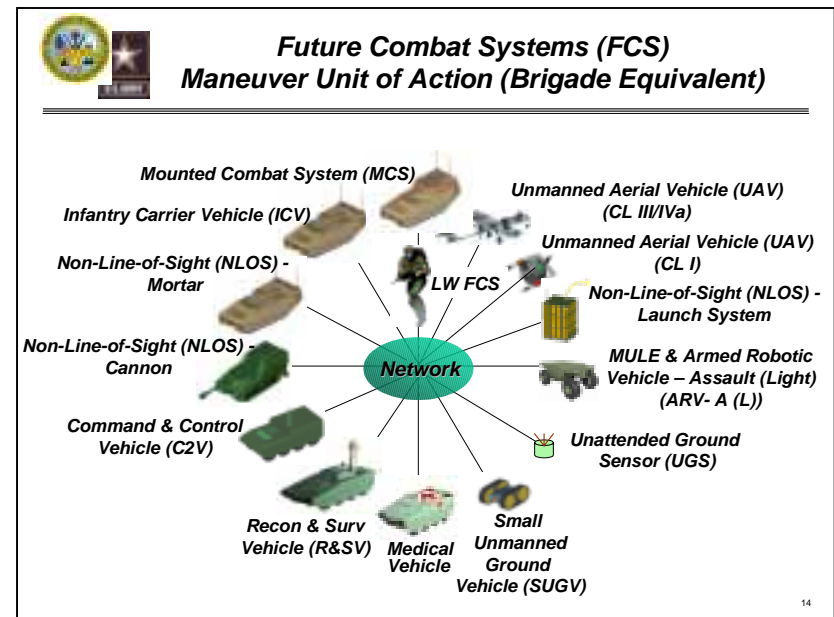 Future Combat Systems (FCS)
Maneuver Unit of Action (Brigade Equivalent)
Mounted Combat System (MCS)
Infantry Carrier Vehicle (ICV)
Non-Line-of-Sight (NLOS) -
Mortar
Non-Line-of-Sight (NLOS) -
Cannon
Command & Control
Vehicle (C2V)
Recon & Surv
Vehicle (R&SV)
Medical
Vehicle
Small
Unmanned
Ground
Vehicle (SUGV)
Unmanned Aerial Vehicle (UAV)
(CL III/IVa)
Unmanned Aerial Vehicle (UAV)
(CL I)
LW FCS
Non-Line-of-Sight (NLOS) -
Launch System
Network
MULE & Armed Robotic
Vehicle – Assault (Light)
(ARV- A (L))
Unattended Ground
Sensor (UGS)
14